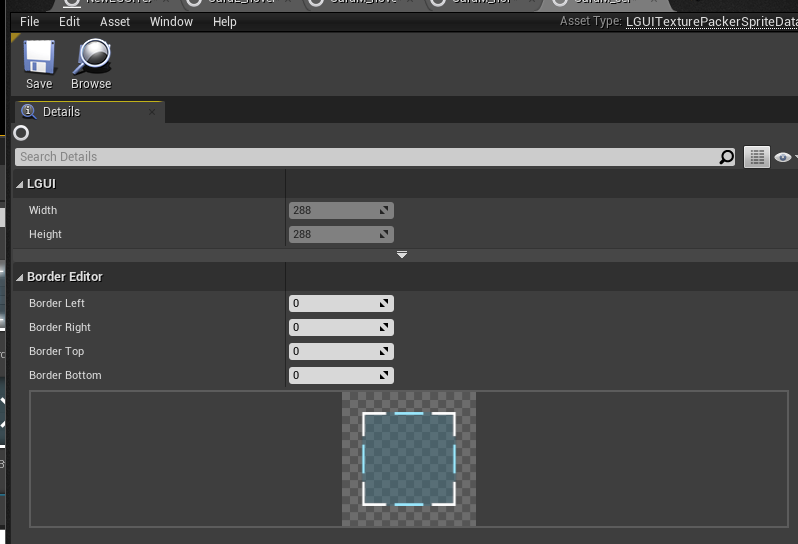 File Edit Asset Window Help Asset Type: LGUITexturePackerSpriteData
Save Browse
Details
Search Details
LGUI
Width 288
Height 288
Border Editor
Border Left 0
Border Right 0
Border Top 0
Border Bottom 0